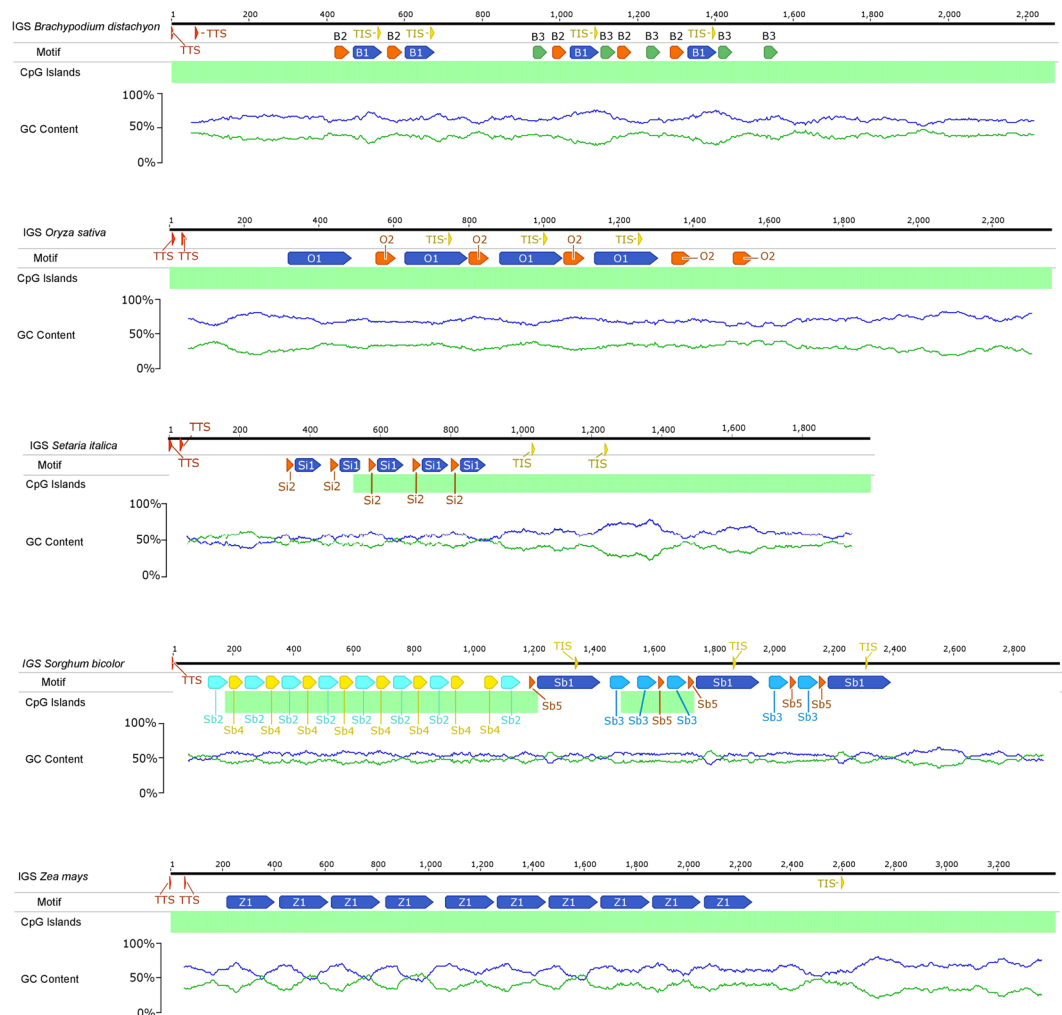 1 200 400 600 800 1,000 1,200 1,400 1,600 1,800 2,000 2,200
IGS Brachypodium distachyon
TTS TTS TIS TIS TIS TIS
B2 B2 B3 B3 B2 B3 B2 B3 B3
Motif B1 B1 B1 B1
CpG Islands
100%
GC Content 50%
0%
1 200 400 600 800 1,000 1,200 1,400 1,600 1,800 2,000 2,200
IGS Oryza sativa
O2 TIS O2 TIS O2 TIS
TTS TTS
Motif O1 O1 O1 O1 O2 O2
CpG Islands
100%
GC Content 50%
0%
TTS
1 200 400 600 800 1,000 1,200 1,400 1,600 1,800
IGS Setaria italica
TTS TIS TIS
Motif Si1 Si1 Si1 Si1 Si1
CpG Islands
Si2 Si2 Si2 Si2 Si2
100%
GC Content 50%
0%
TIS TIS TIS
1 200 400 600 800 1,000 1,200 1,400 1,600 1,800 2,000 2,200 2,400 2,600 2,800
IGS Sorghum bicolor
TTS
Motif Sb1 Sb1 Sb1
CpG Islands
Sb5 Sb5 Sb5 Sb5
Sb2 Sb2 Sb2 Sb2 Sb2 Sb2 Sb2 Sb2 Sb3 Sb3 Sb5 Sb3 Sb3 Sb3
Sb4 Sb4 Sb4 Sb4 Sb4 Sb4 Sb4 Sb4
100%
GC Content 50%
0%
1 200 400 600 800 1,000 1,200 1,400 1,600 1,800 2,000 2,200 2,400 2,600 2,800 3,000 3,200
IGS Zea mays
TIS
TTS TTS
Motif Z1 Z1 Z1 Z1 Z1 Z1 Z1 Z1 Z1 Z1
CpG Islands
100%
GC Content 50%
0%